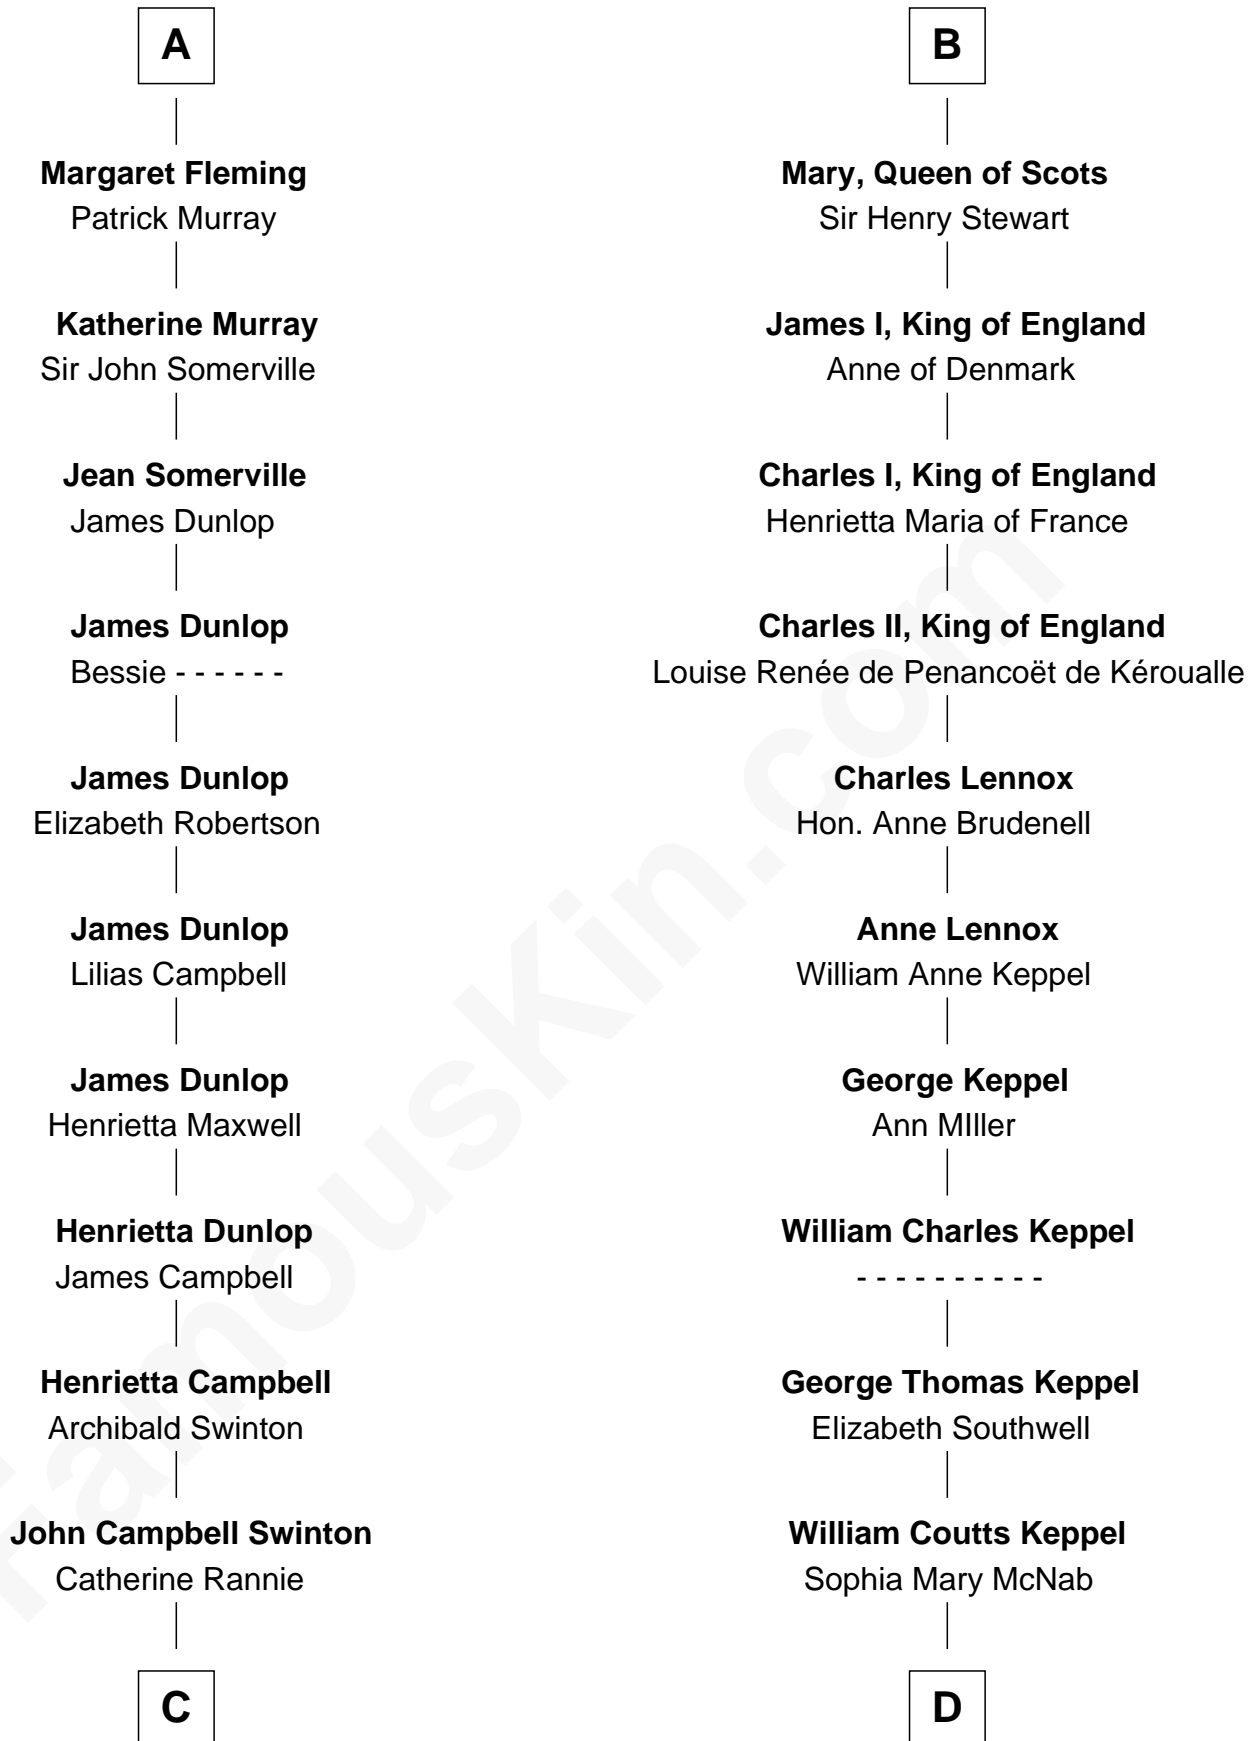 A
Margaret Fleming
Patrick Murray
Katherine Murray
Sir John Somerville
Jean Somerville
James Dunlop
James Dunlop
Bessie - - - - - -
James Dunlop
Elizabeth Robertson
James Dunlop
Lilias Campbell
James Dunlop
Henrietta Maxwell
Henrietta Dunlop
James Campbell
Henrietta Campbell
Archibald Swinton
John Campbell Swinton
Catherine Rannie
C
B
Mary, Queen of Scots
Sir Henry Stewart
James I, King of England
Anne of Denmark
Charles I, King of England
Henrietta Maria of France
Charles II, King of England
Louise Renée de Penancoët de Kéroualle
Charles Lennox
Hon. Anne Brudenell
Anne Lennox
William Anne Keppel
George Keppel
Ann MIller
William Charles Keppel
- - - - - - - - - -
George Thomas Keppel
Elizabeth Southwell
William Coutts Keppel
Sophia Mary McNab
D
FamousKin.com